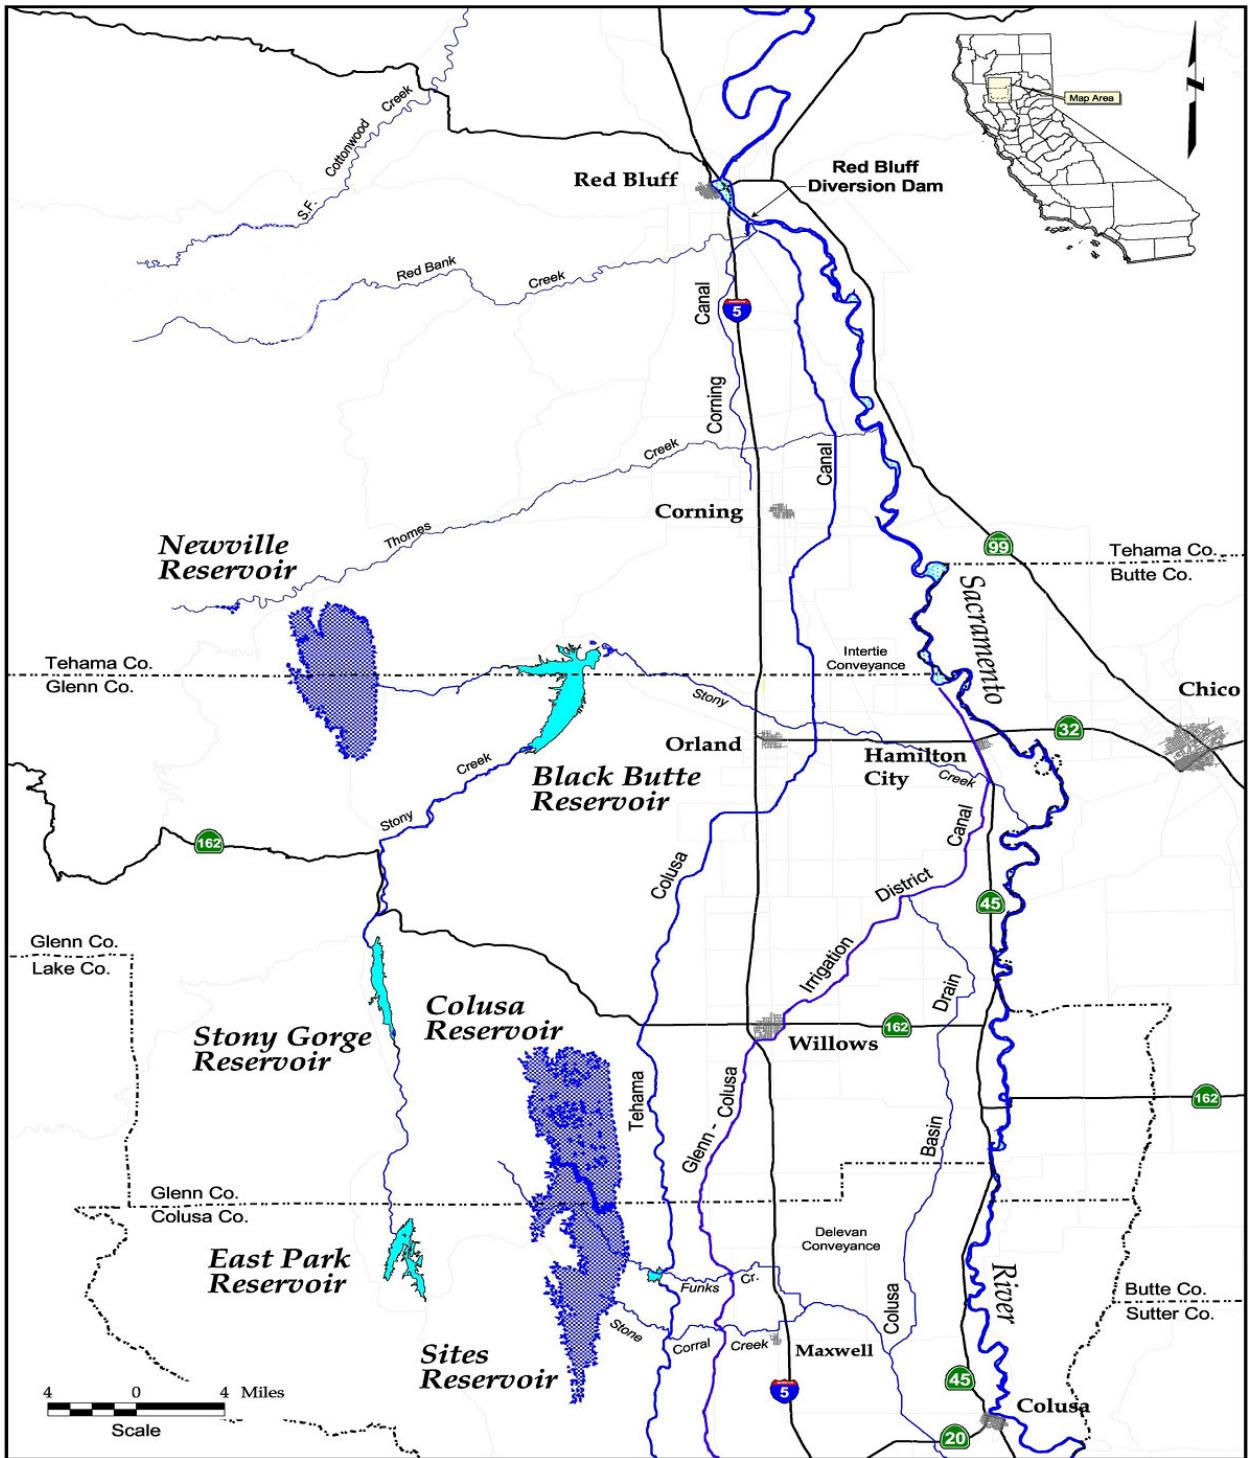 S.F.
Cottonwood
Creek
Map Area
N
Red Bluff
Red Bluff
Diversion Dam
Red Bank
Creek
Canal
5
Corning
Creek
Canal
Thomes
Corning
99
Tehama Co.
Butte Co.
Newville
Reservoir
Sacramento
Tehama Co.
Glenn Co.
Intertie
Conveyance
Stony
Chico
Orland
32
Hamilton
City
Creek
Creek
Black Butte
Reservoir
Stony
Canal
162
Colusa
District
45
Glenn Co.
Lake Co.
Irrigation
Drain
Colusa
Reservoir
Stony Gorge
Reservoir
Willows
162
Tehama
Glenn - Colusa
Basin
162
Glenn Co.
Colusa Co.
Delevan
Conveyance
East Park
Reservoir
Funks
Cr.
River
Butte Co.
Sutter Co.
Colusa
Stone
Corral
Creek
Maxwell
Sites
Reservoir
5
45
4 0 4 Miles
Scale
Colusa
20